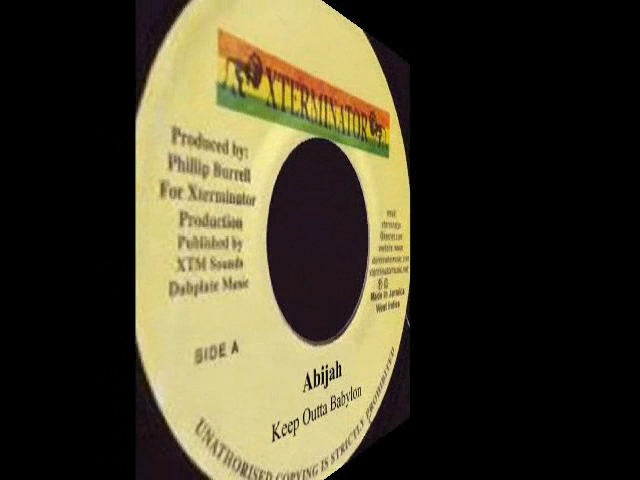 XTERMINATOR
Produced by:
Phillip Burrell
For Xterminator
Production
Published by
XTM Sounds
Dubplate Music
Made in Jamaica
West Indies
SIDE A
Abijah
Keep Outta Babylon
UNATHORISED COPYING IS STRICTLY PROHIBITED